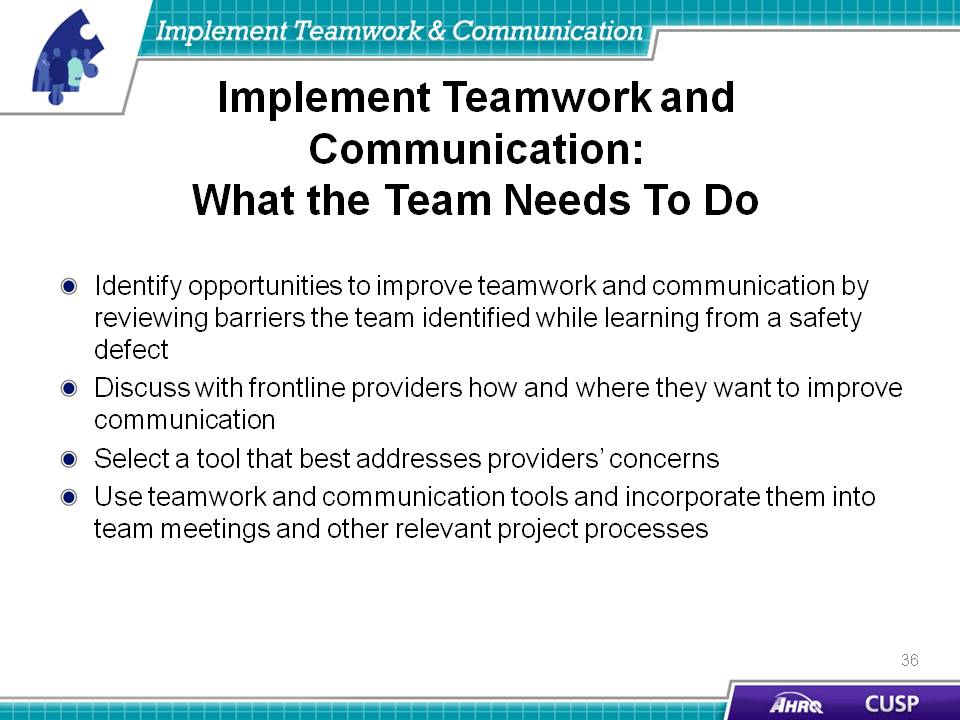 Implement Teamwork & Communication
Implement Teamwork and
Communication:
What the Team Needs To Do
Identify opportunities to improve teamwork and communication by
reviewing barriers the team identified while learning from a safety
defect
Discuss with frontline providers how and where they want to improve
communication
Select a tool that best addresses providers’ concerns
Use teamwork and communication tools and incorporate them into
team meetings and other relevant project processes
36
AHRQ CUSP